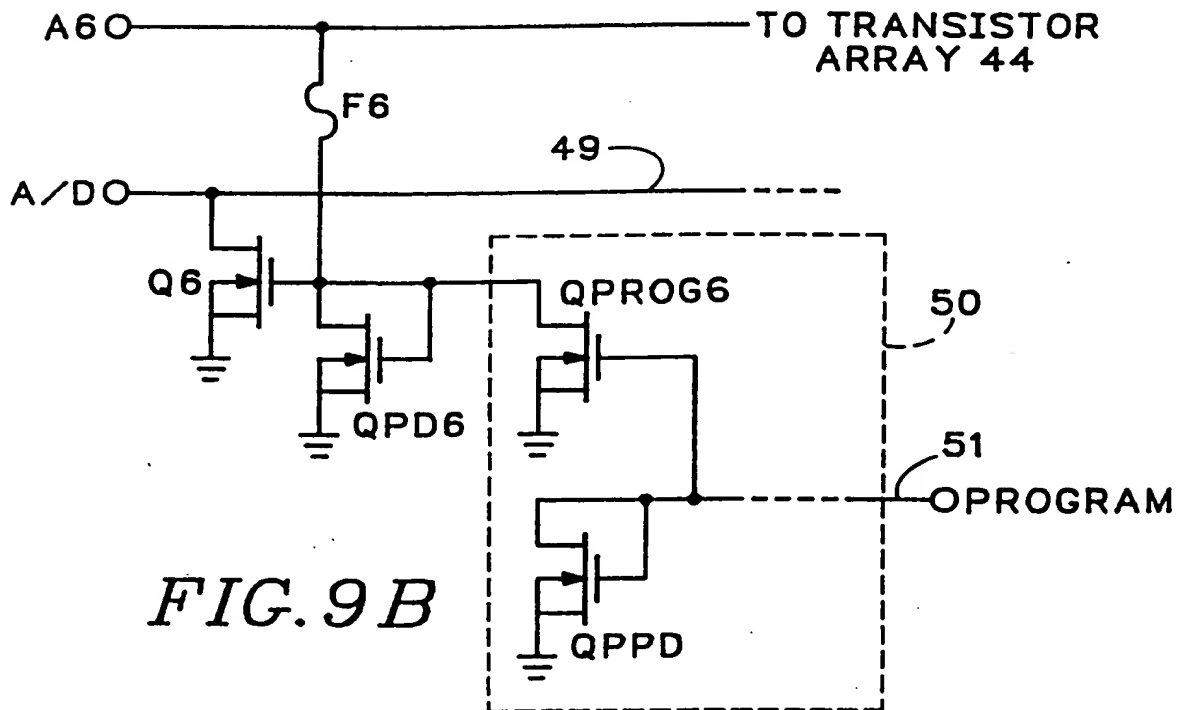 A6
TO TRANSISTOR
ARRAY 44
F6
49
A/D
Q6
QPROG6
50
QPD6
51
PROGRAM
FIG. 9B
QPPD